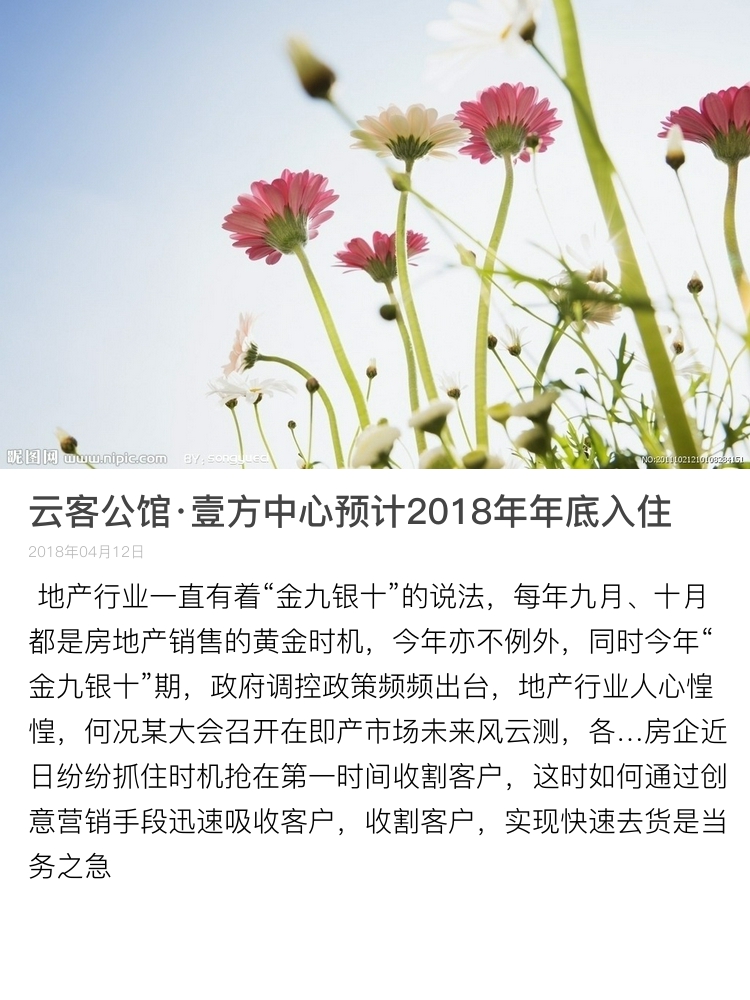 昵图网 www.nipic.com BY:songyucc NO:20110212101082841​51
云客公馆·壹方中心预计2018年年底入住
2018年04月12日
地产行业一直有着“金九银十”的说法，每年九月、十月
都是房地产销售的黄金时机，今年亦不例外，同时今年“
金九银十”期，政府调控政策频频出台，地产行业人心惶
惶，何况某大会召开在即产市场未来风云测，各…房企近
日纷纷抓住时机抢在第一时间收割客户，这时如何通过创
意营销手段迅速吸收客户，收割客户，实现快速去货是当
务之急